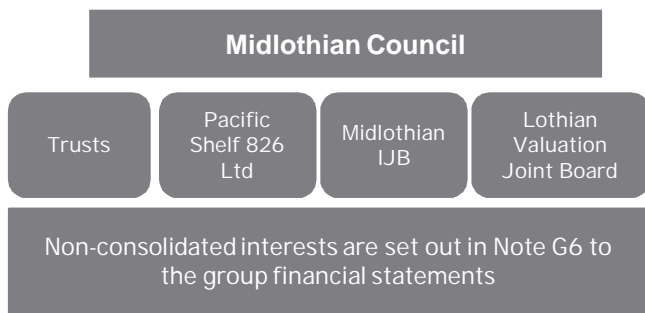 Midlothian Council
Trusts
Pacific
Shelf 826
Ltd
Midlothian
IJB
Lothian
Valuation
Joint Board
Non-consolidated interests are set out in Note G6 to
the group financial statements